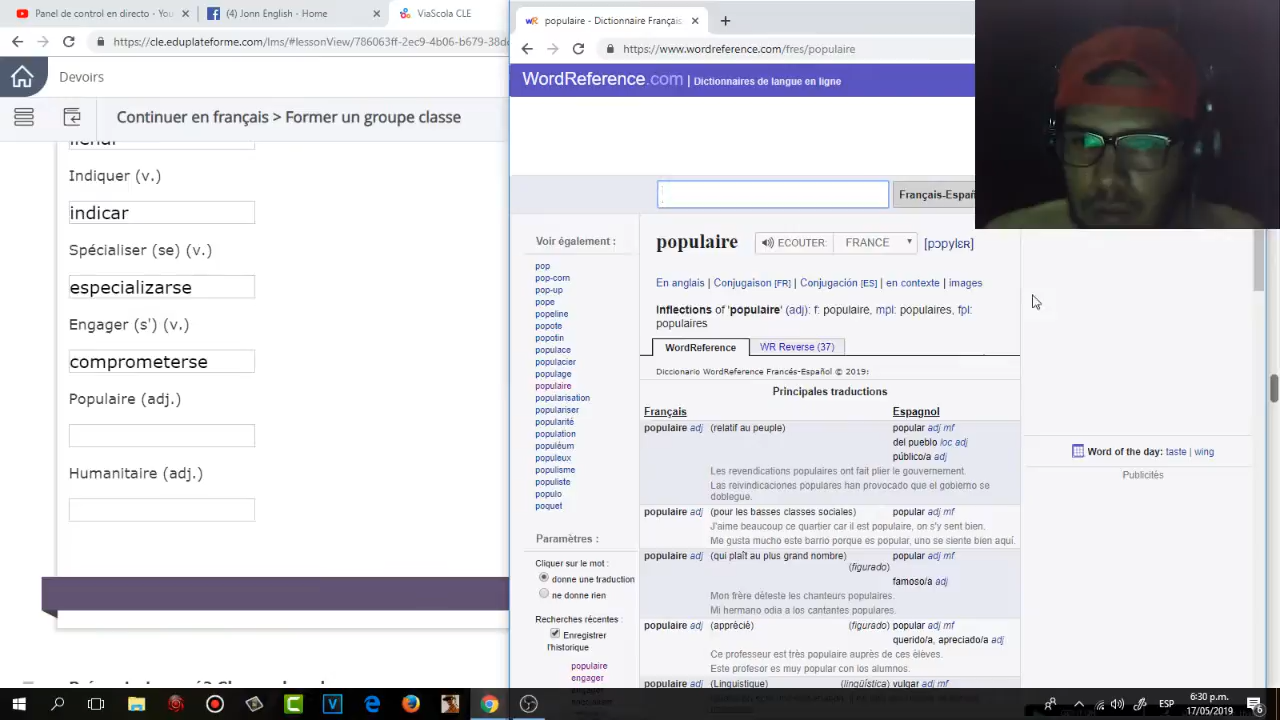 Panel de control en directo - You
(4) Jonn English - Home
ViaScola CLE
https://cle.eduplateforme.com/lms/#lessonView/786063ff-2ec9-4b06-b679-38d
Devoirs
Continuer en français > Former un groupe classe
Indiquer (v.)
indicar
Spécialiser (se) (v.)
especializarse
Engager (s') (v.)
comprometerse
Populaire (adj.)
Humanitaire (adj.)
populaire - Dictionnaire Français
https://www.wordreference.com/fres/populaire
WordReference.com | Dictionnaires de langue en ligne
Français-Españ
Voir également :
pop
pop-corn
pop-up
pope
popeline
popote
popotin
populace
populacier
populage
populaire
popularisation
populariser
popularité
population
populéum
populeux
populisme
populiste
populo
poquet
Paramètres :
Cliquer sur le mot :
donne une traduction
ne donne rien
Recherches récentes :
Enregistrer
l'historique
populaire
engager
populaire
ECOUTER:
FRANCE
[pɔpylɛʀ]
En anglais | Conjugaison [FR] | Conjugación [ES] | en contexte | images
Inflections of 'populaire' (adj): f: populaire, mpl: populaires, fpl:
populaires
WordReference
WR Reverse (37)
Diccionario WordReference Francés-Español © 2019:
Principales traductions
Français Espagnol
populaire adj (relatif au peuple) popular adj mf
del pueblo loc adj
público/a adj
Les revendications populaires ont fait plier le gouvernement.
Las reivindicaciones populares han provocado que el gobierno se
doblegue.
populaire adj (pour les basses classes sociales) popular adj mf
J'aime beaucoup ce quartier car il est populaire, on s'y sent bien.
Me gusta mucho este barrio porque es popular, uno se siente bien aquí.
populaire adj (qui plaît au plus grand nombre) popular adj mf
(figurado)
famoso/a adj
Mon frère déteste les chanteurs populaires.
Mi hermano odia a los cantantes populares.
populaire adj (apprécié) (figurado) popular adj mf
querido/a, apreciado/a adj
Ce professeur est très populaire auprès de ces élèves.
Este profesor es muy popular con los alumnos.
populaire adj (Linguistique) (lingüística) vulgar adj mf
Word of the day: taste | wing
Publicités
ESP
6:30 p.m.
17/05/2019
6